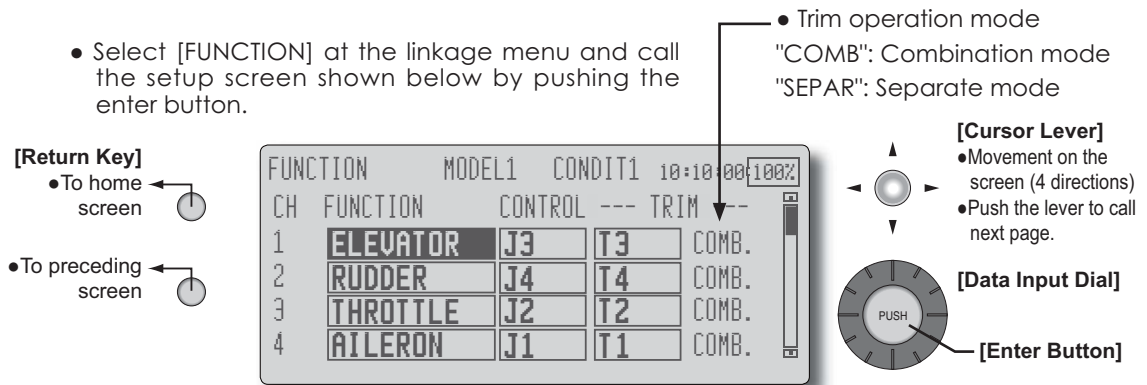 ● Select [FUNCTION] at the linkage menu and call
the setup screen shown below by pushing the
enter button.
● Trim operation mode
"COMB": Combination mode
"SEPAR": Separate mode
[Return Key]
●To home
screen
●To preceding
screen
FUNCTION MODEL1 CONDIT1 10:10:00 100%
CH FUNCTION CONTROL --- TRIM ---
1 ELEVATOR J3 T3 COMB.
2 RUDDER J4 T4 COMB.
3 THROTTLE J2 T2 COMB.
4 AILERON J1 T1 COMB.
[Cursor Lever]
●Movement on the
screen (4 directions)
●Push the lever to call
next page.
[Data Input Dial]
PUSH
[Enter Button]